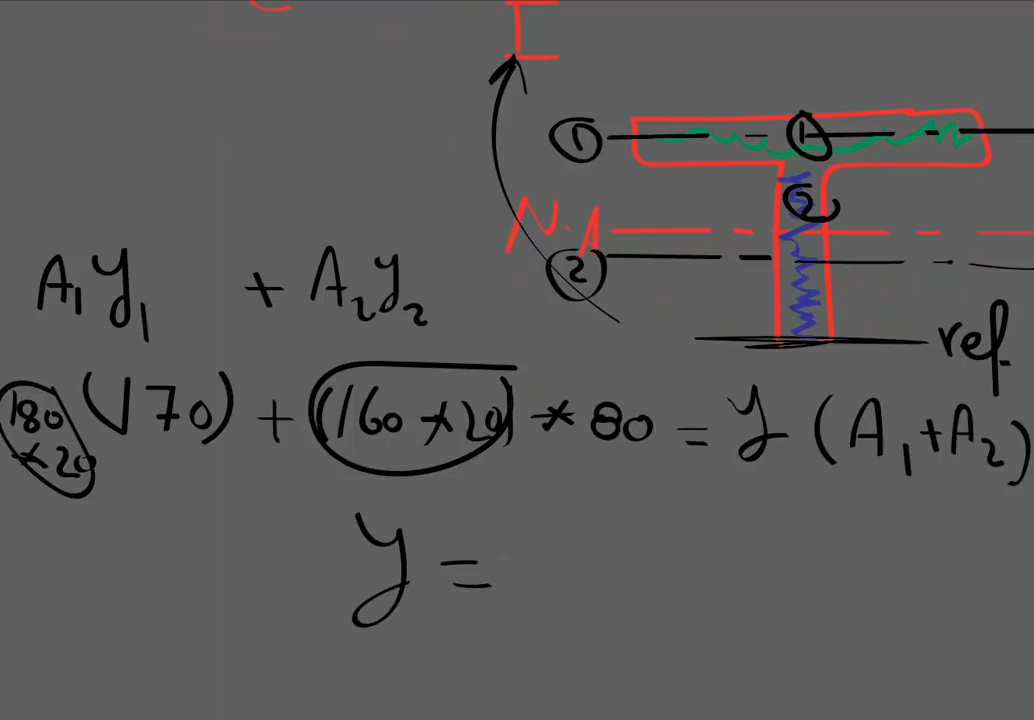 ① ①
②
N.A
②
ref.
A₁y₁ + A₂y₂
180 (170) + (160 * 20) * 80 = y (A₁ + A₂)
* 20
y =